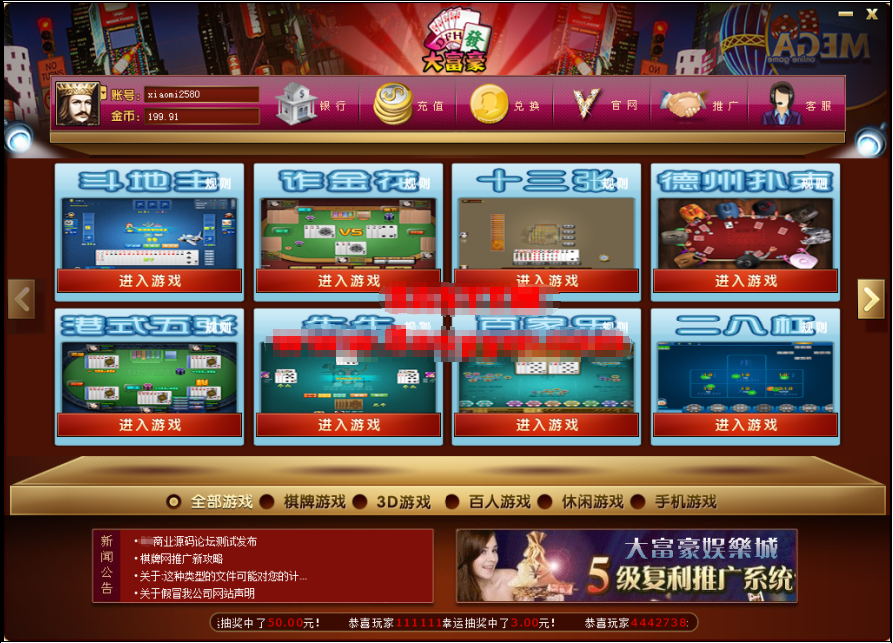 大富豪
MEGA
online game
账号: xiaomi2580
金币: 199.91
银行
充值
兑换
官网
推广
客服
斗地主 规则
诈金花 规则
十三张 规则
德州扑克 规则
进入游戏
进入游戏
进入游戏
进入游戏
港式五张 规则
牛牛 规则
百家乐 规则
二八杠 规则
VS
进入游戏
进入游戏
进入游戏
进入游戏
全部游戏
棋牌游戏
3D游戏
百人游戏
休闲游戏
手机游戏
新闻公告
•商业源码论坛测试发布
•棋牌网推广新攻略
•关于:这种类型的文件可能对您的计...
•关于假冒我公司网站声明
大富豪娱樂城
5级复利推广系统
抽奖中了50.00元! 恭喜玩家111111幸运抽奖中了3.00元! 恭喜玩家4442738: